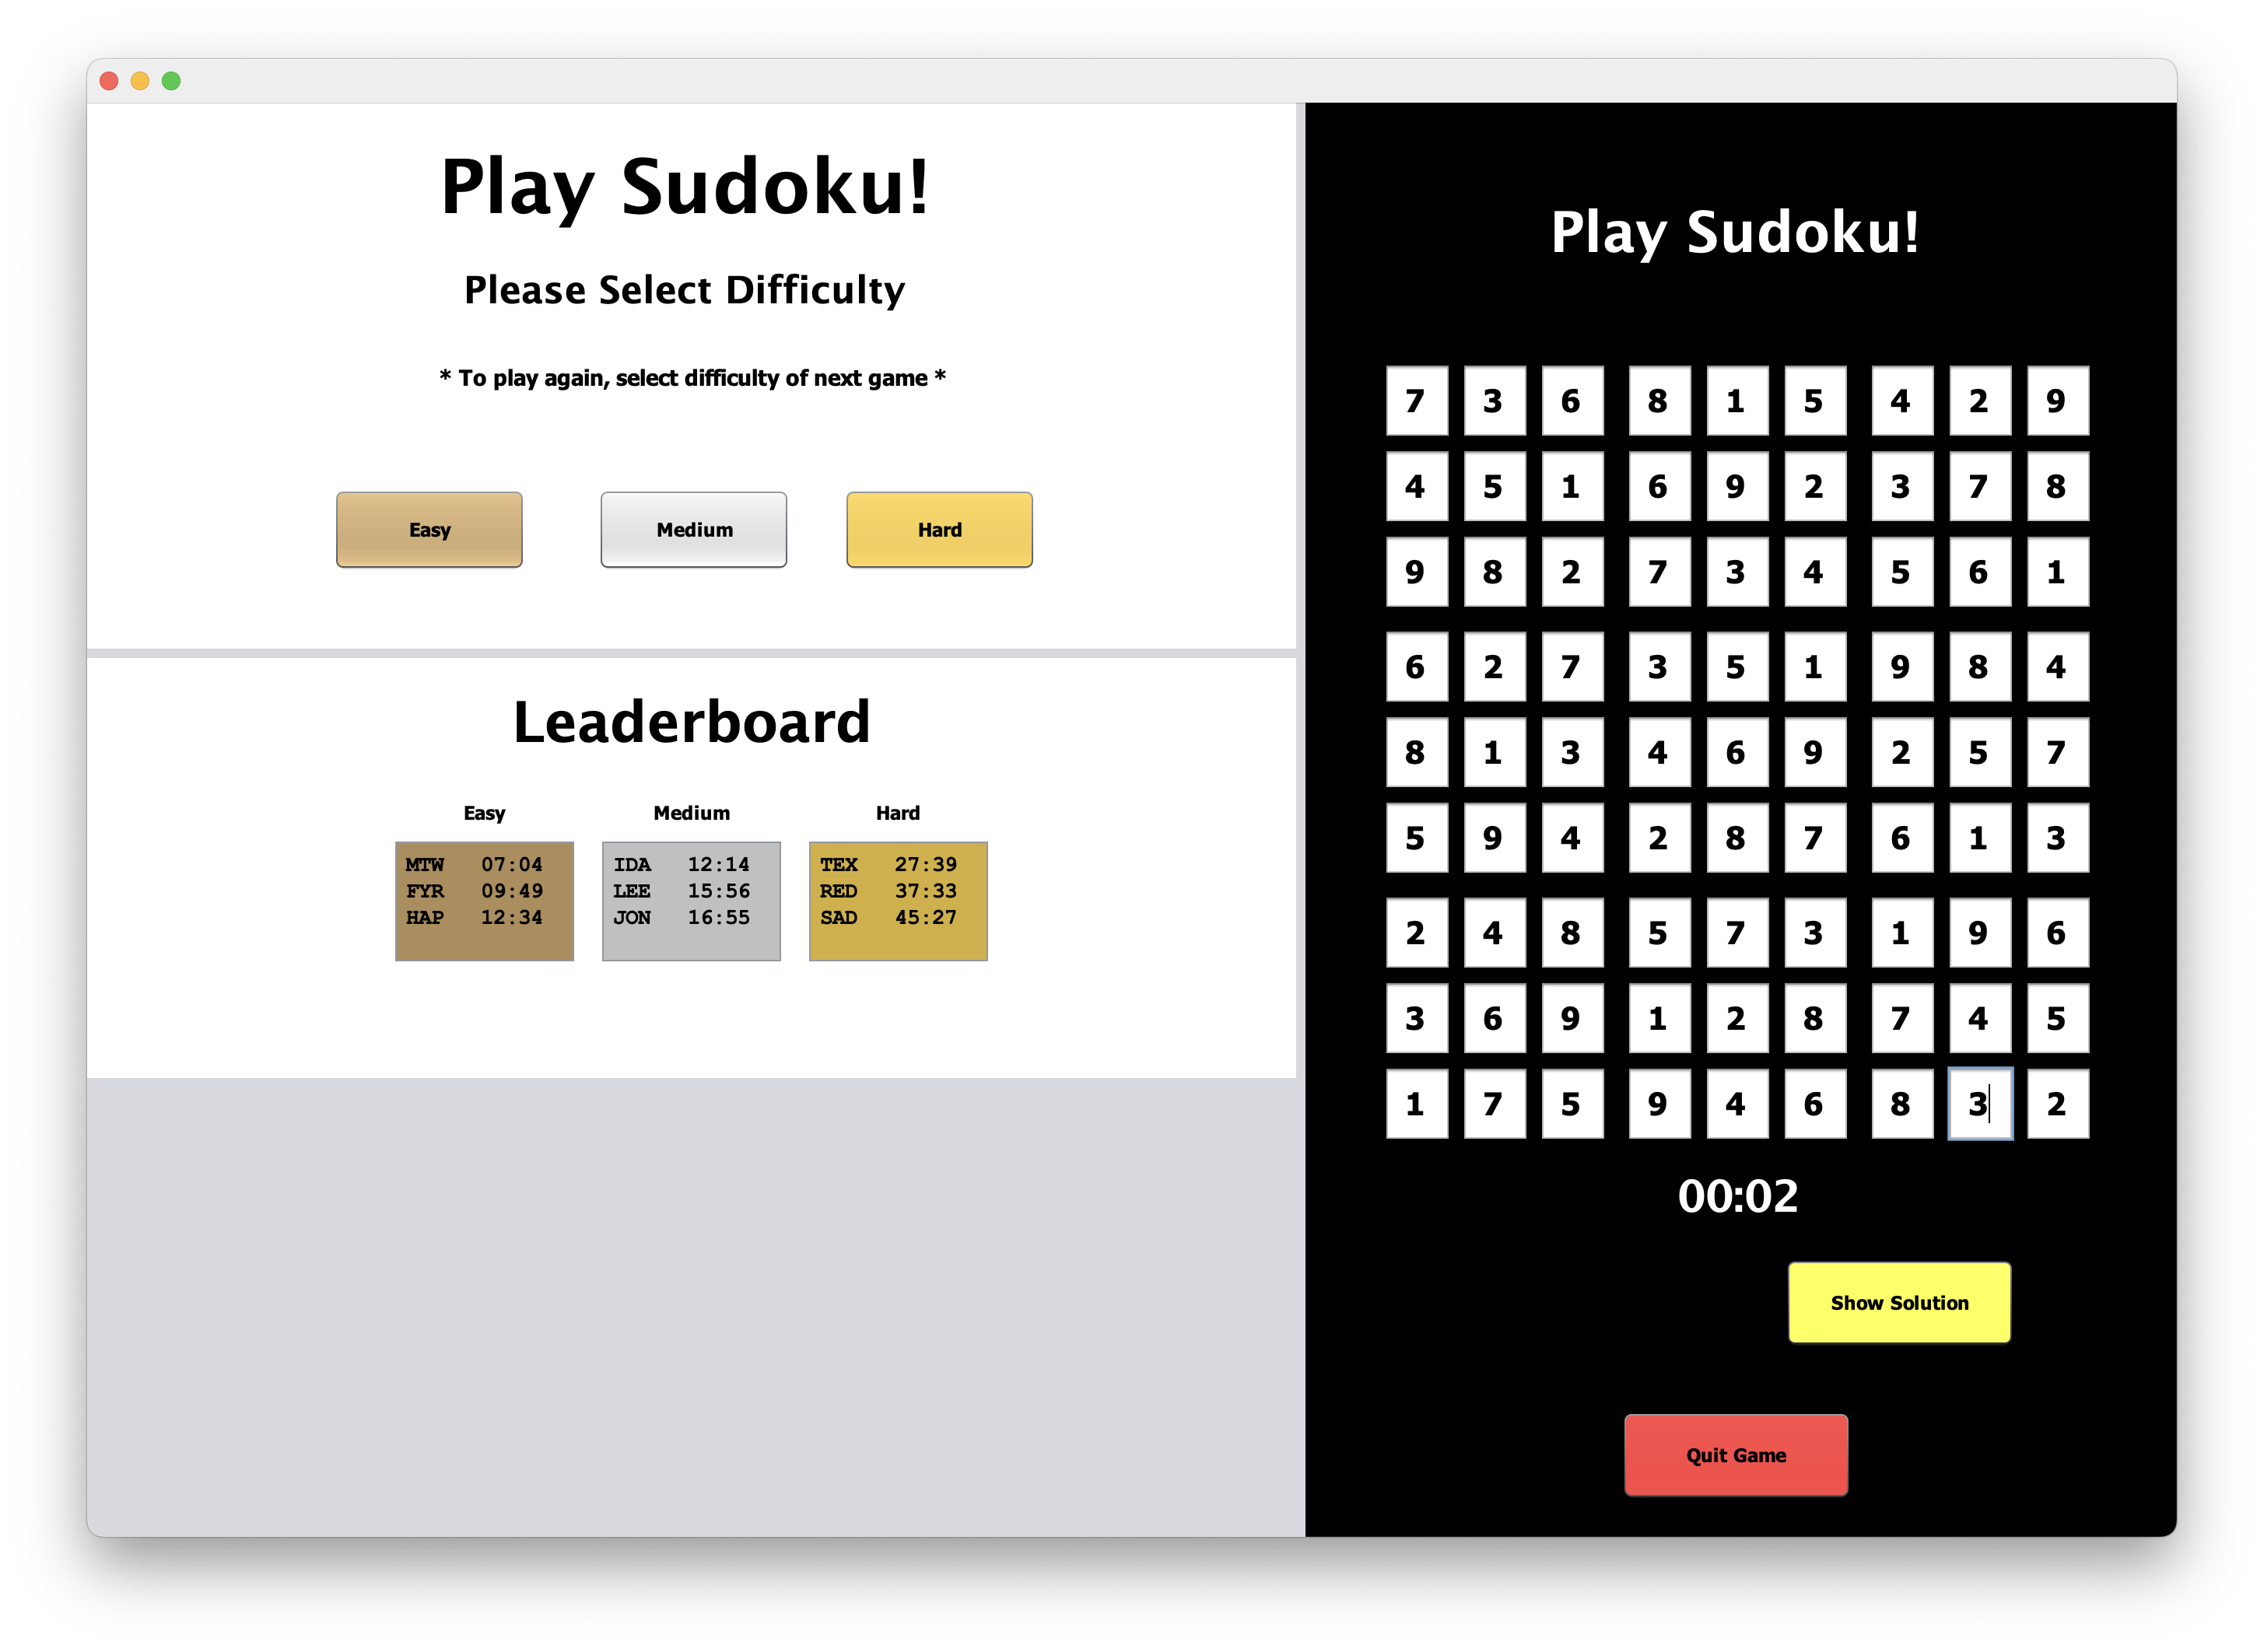 Play Sudoku!
Please Select Difficulty
* To play again, select difficulty of next game *
Easy Medium Hard
Leaderboard
Easy Medium Hard
MTW 07:04 IDA 12:14 TEX 27:39
FYR 09:49 LEE 15:56 RED 37:33
HAP 12:34 JON 16:55 SAD 45:27
Play Sudoku!
7 3 6 8 1 5 4 2 9
4 5 1 6 9 2 3 7 8
9 8 2 7 3 4 5 6 1
6 2 7 3 5 1 9 8 4
8 1 3 4 6 9 2 5 7
5 9 4 2 8 7 6 1 3
2 4 8 5 7 3 1 9 6
3 6 9 1 2 8 7 4 5
1 7 5 9 4 6 8 3 2
00:02
Show Solution
Quit Game